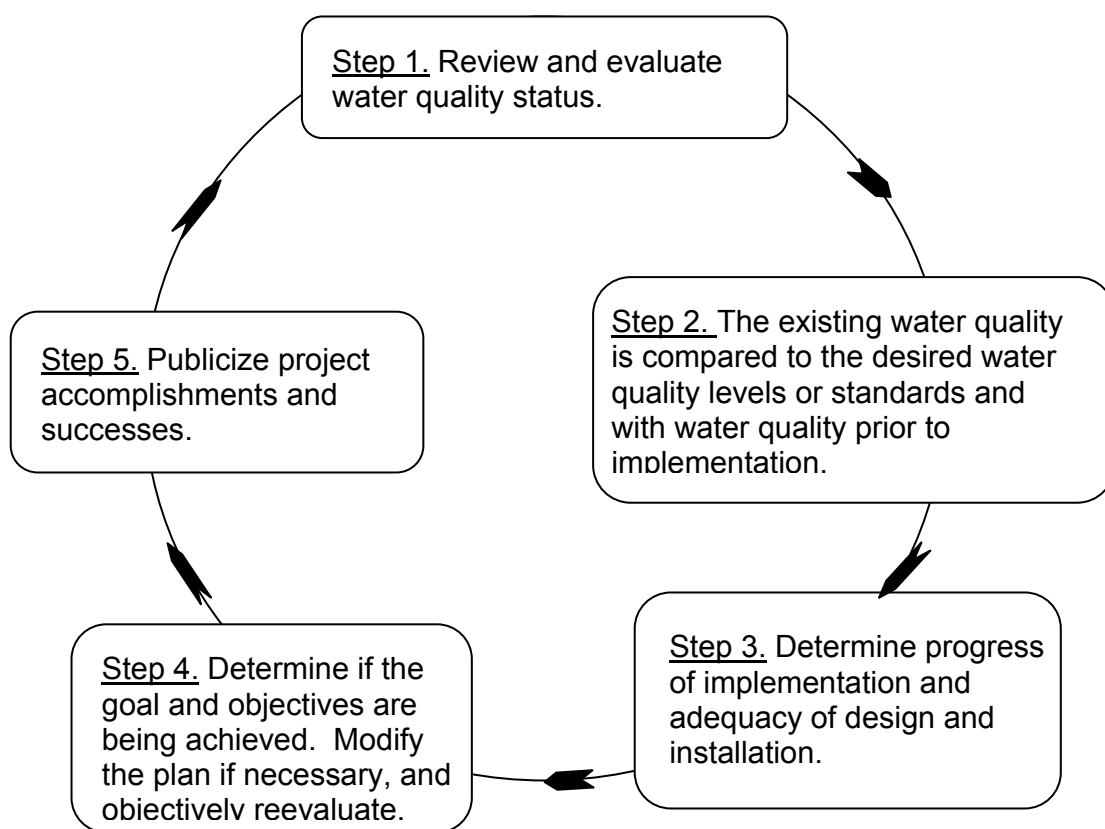 Step 1. Review and evaluate
water quality status.
Step 2. The existing water quality
is compared to the desired water
quality levels or standards and
with water quality prior to
implementation.
Step 3. Determine progress
of implementation and
adequacy of design and
installation.
Step 4. Determine if the
goal and objectives are
being achieved.  Modify
the plan if necessary, and
objectively reevaluate.
Step 5. Publicize project
accomplishments and
successes.